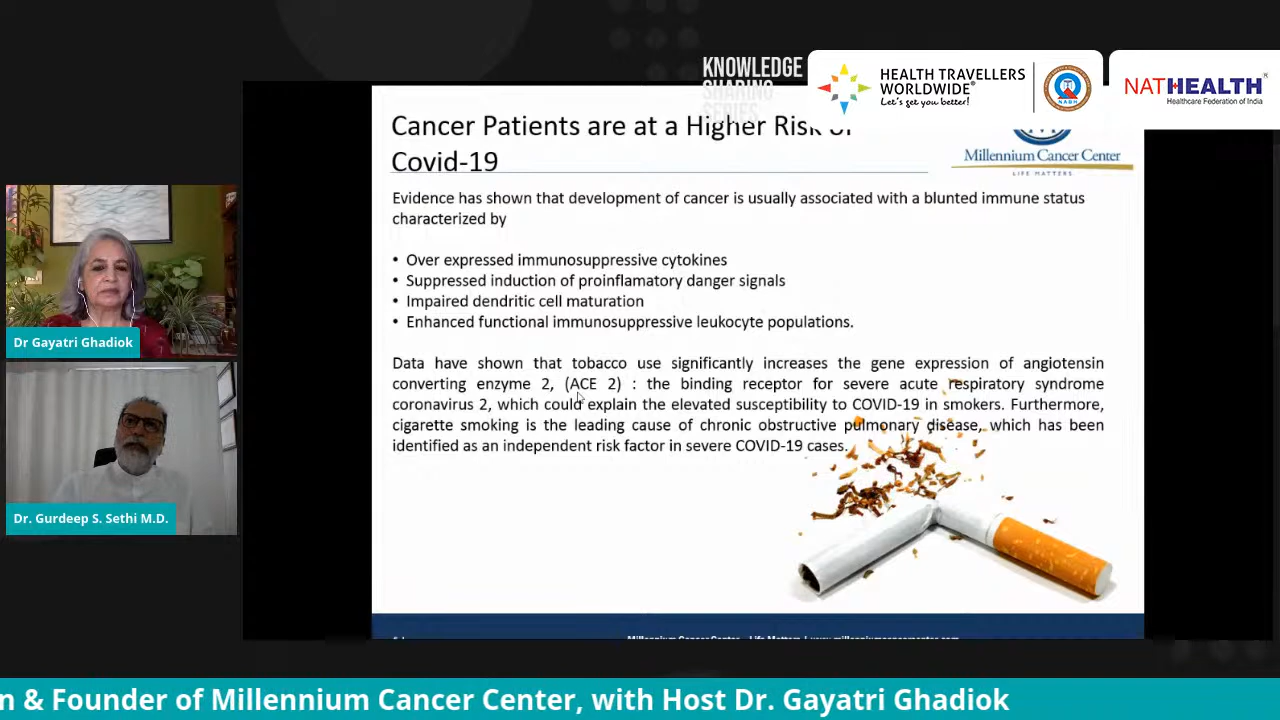 KNOWLEDGE
SHARING
SERIES
HEALTH TRAVELLERS
WORLDWIDE®
Let's get you better!
NABH
NATHEALTH®
Healthcare Federation of India
Cancer Patients are at a Higher Risk of
Covid-19
Millennium Cancer Center
LIFE MATTERS.
Evidence has shown that development of cancer is usually associated with a blunted immune status
characterized by
• Over expressed immunosuppressive cytokines
• Suppressed induction of proinflamatory danger signals
• Impaired dendritic cell maturation
• Enhanced functional immunosuppressive leukocyte populations.
Data have shown that tobacco use significantly increases the gene expression of angiotensin
converting enzyme 2, (ACE 2) : the binding receptor for severe acute respiratory syndrome
coronavirus 2, which could explain the elevated susceptibility to COVID-19 in smokers. Furthermore,
cigarette smoking is the leading cause of chronic obstructive pulmonary disease, which has been
identified as an independent risk factor in severe COVID-19 cases.
Dr Gayatri Ghadiok
Dr. Gurdeep S. Sethi M.D.
n & Founder of Millennium Cancer Center, with Host Dr. Gayatri Ghadiok